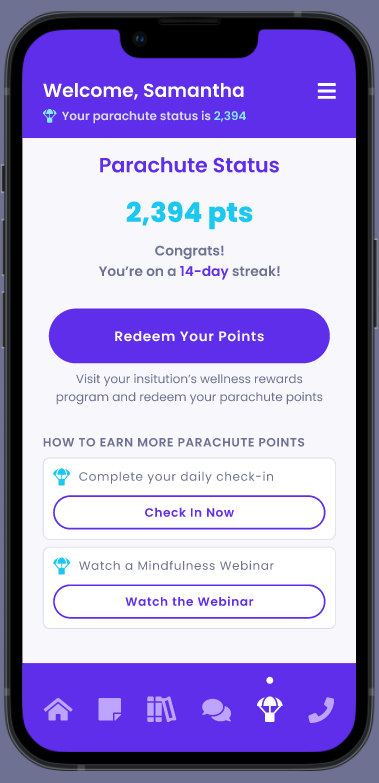 Welcome, Samantha
Your parachute status is 2,394
Parachute Status
2,394 pts
Congrats!
You're on a 14-day streak!
Redeem Your Points
Visit your insitution's wellness rewards
program and redeem your parachute points
HOW TO EARN MORE PARACHUTE POINTS
Complete your daily check-in
Check In Now
Watch a Mindfulness Webinar
Watch the Webinar